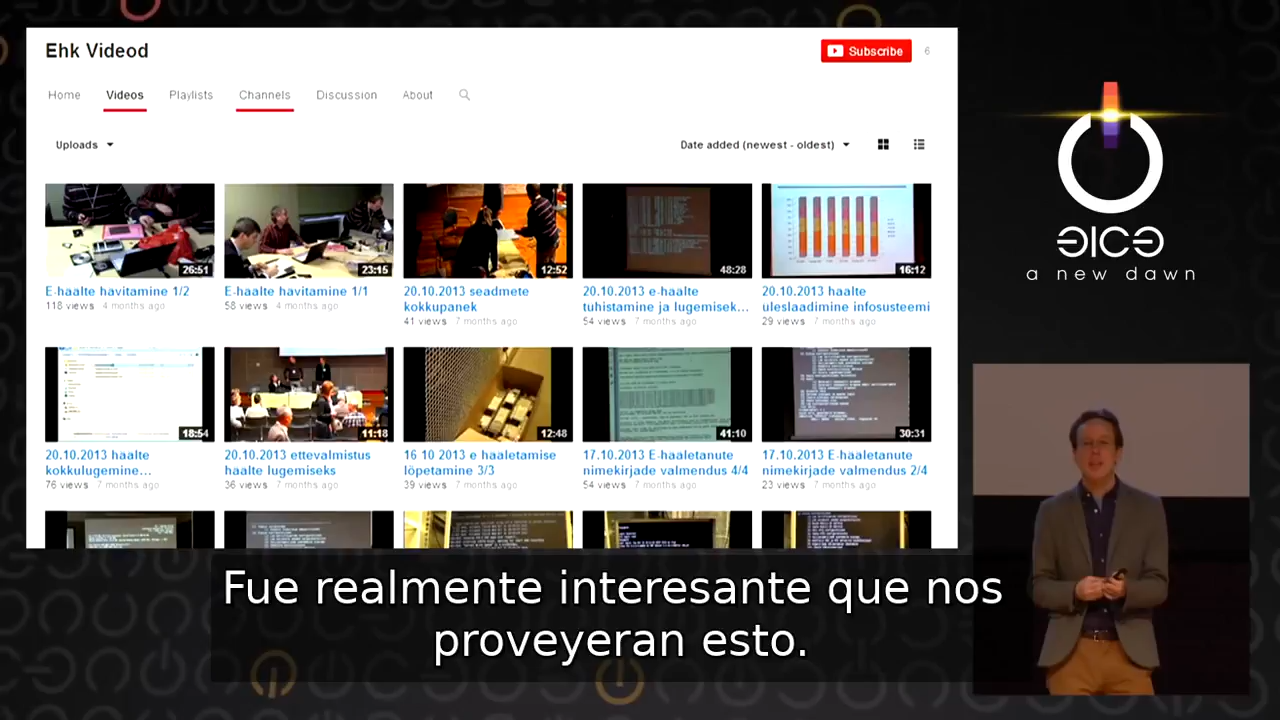 Ehk Videod
Subscribe 6
Home Videos Playlists Channels Discussion About
Uploads
Date added (newest - oldest)
26:51
23:15
12:52
48:28
16:12
E-haalte havitamine 1/2
118 views 4 months ago
E-haalte havitamine 1/1
58 views 4 months ago
20.10.2013 seadmete
kokkupanek
41 views 7 months ago
20.10.2013 e-haalte
tuhistamine ja lugemisek...
54 views 7 months ago
20.10.2013 haalte
uleslaadimine infosusteemi
29 views 7 months ago
18:54
11:18
12:48
41:10
30:31
20.10.2013 haalte
kokkulugemine...
76 views 7 months ago
20.10.2013 ettevalmistus
haalte lugemiseks
36 views 7 months ago
16 10 2013 e haaletamise
lõpetamine 3/3
39 views 7 months ago
17.10.2013 E-haaletanute
nimekirjade valmendus 4/4
54 views 7 months ago
17.10.2013 E-haaletanute
nimekirjade valmendus 2/4
23 views 7 months ago
a new dawn
Fue realmente interesante que nos
proveyeran esto.